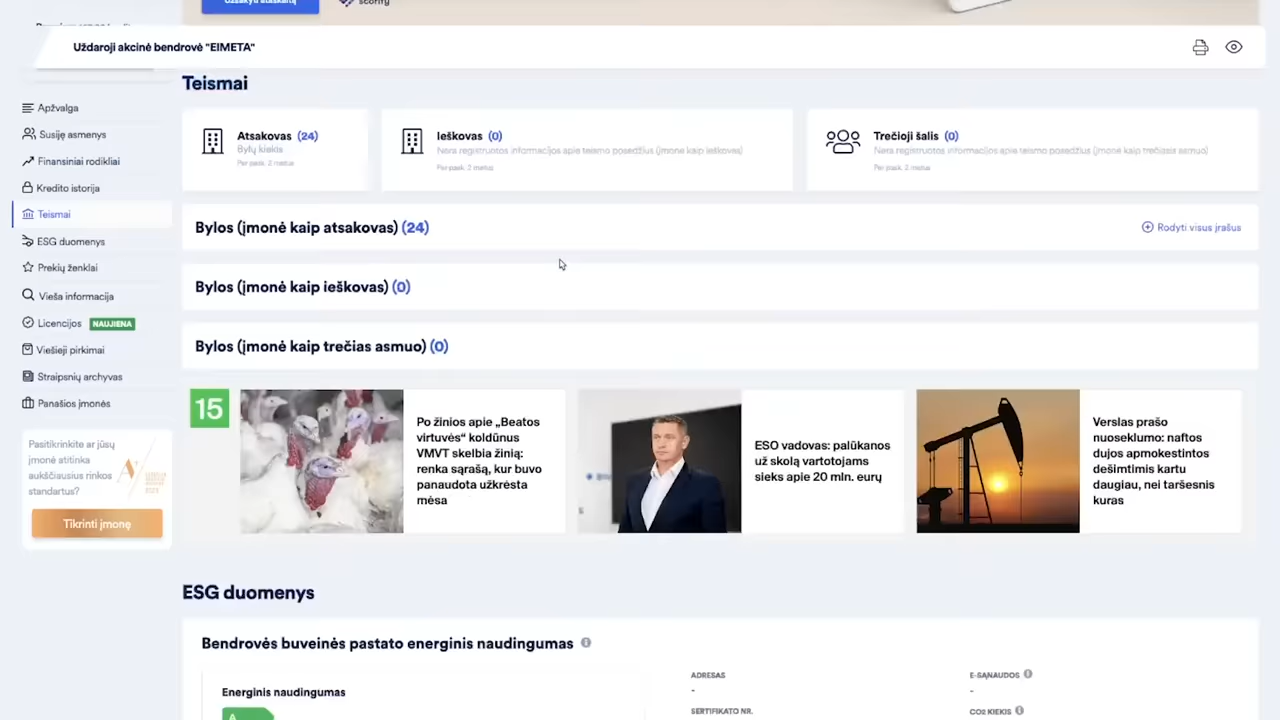 Užsakyti ataskaitą
scorify
Uždaroji akcinė bendrovė "EIMETA"
Apžvalga
Susiję asmenys
Finansiniai rodikliai
Kredito istorija
Teismai
ESG duomenys
Prekių ženklai
Vieša informacija
Licencijos NAUJIENA
Viešieji pirkimai
Straipsnių archyvas
Panašios įmonės
Pasitikrinkite ar jūsų
įmonė atitinka
aukščiausius rinkos
standartus?
Tikrinti įmonę
Teismai
Atsakovas (24)
Bylų kiekis
Per pask. 2 metus
Ieškovas (0)
Nėra registruotos informacijos apie teismo posėdžius (įmonė kaip ieškovas)
Per pask. 2 metus
Trečioji šalis (0)
Nėra registruotos informacijos apie teismo posėdžius (įmonė kaip trečiasis asmuo)
Per pask. 2 metus
Bylos (įmonė kaip atsakovas) (24)
Rodyti visus įrašus
Bylos (įmonė kaip ieškovas) (0)
Bylos (įmonė kaip trečias asmuo) (0)
15
Po žinios apie „Beatos
virtuvės“ koldūnus
VMVT skelbia žinią:
renka sąrašą, kur buvo
panaudota užkrėsta
mėsa
ESO vadovas: palūkanos
už skolą vartotojams
sieks apie 20 mln. eurų
Verslas prašo
nuoseklumo: naftos
dujos apmokestintos
dešimtimis kartu
daugiau, nei taršesnis
kuras
ESG duomenys
Bendrovės buveinės pastato energinis naudingumas
Energinis naudingumas
A
ADRESAS
-
SERTIFIKATO NR.
E-SĄNAUDOS
-
CO2 KIEKIS